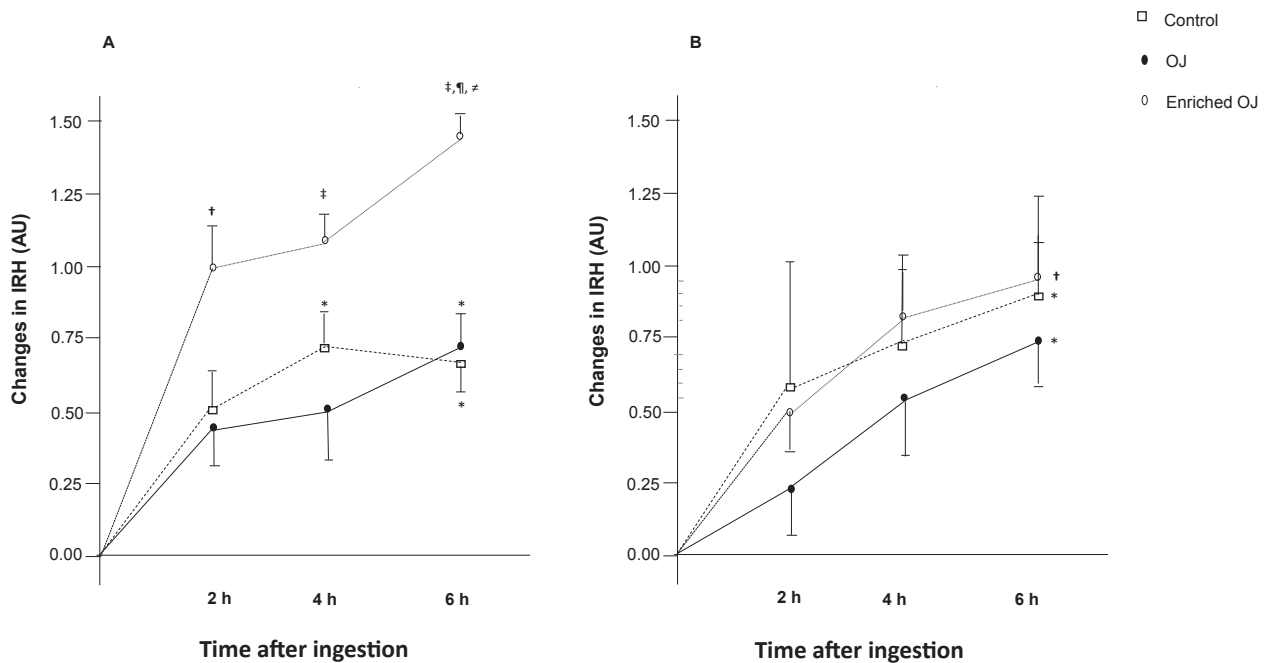 Control
OJ
Enriched OJ
A
‡,¶, ≠
1.50
1.25
†
‡
1.00
*
*
0.75
0.50
*
0.25
0.00
Changes in IRH (AU)
2 h
4 h
6 h
Time after ingestion
B
1.50
1.25
1.00
†
*
0.75
*
0.50
0.25
0.00
Changes in IRH (AU)
2 h
4 h
6 h
Time after ingestion